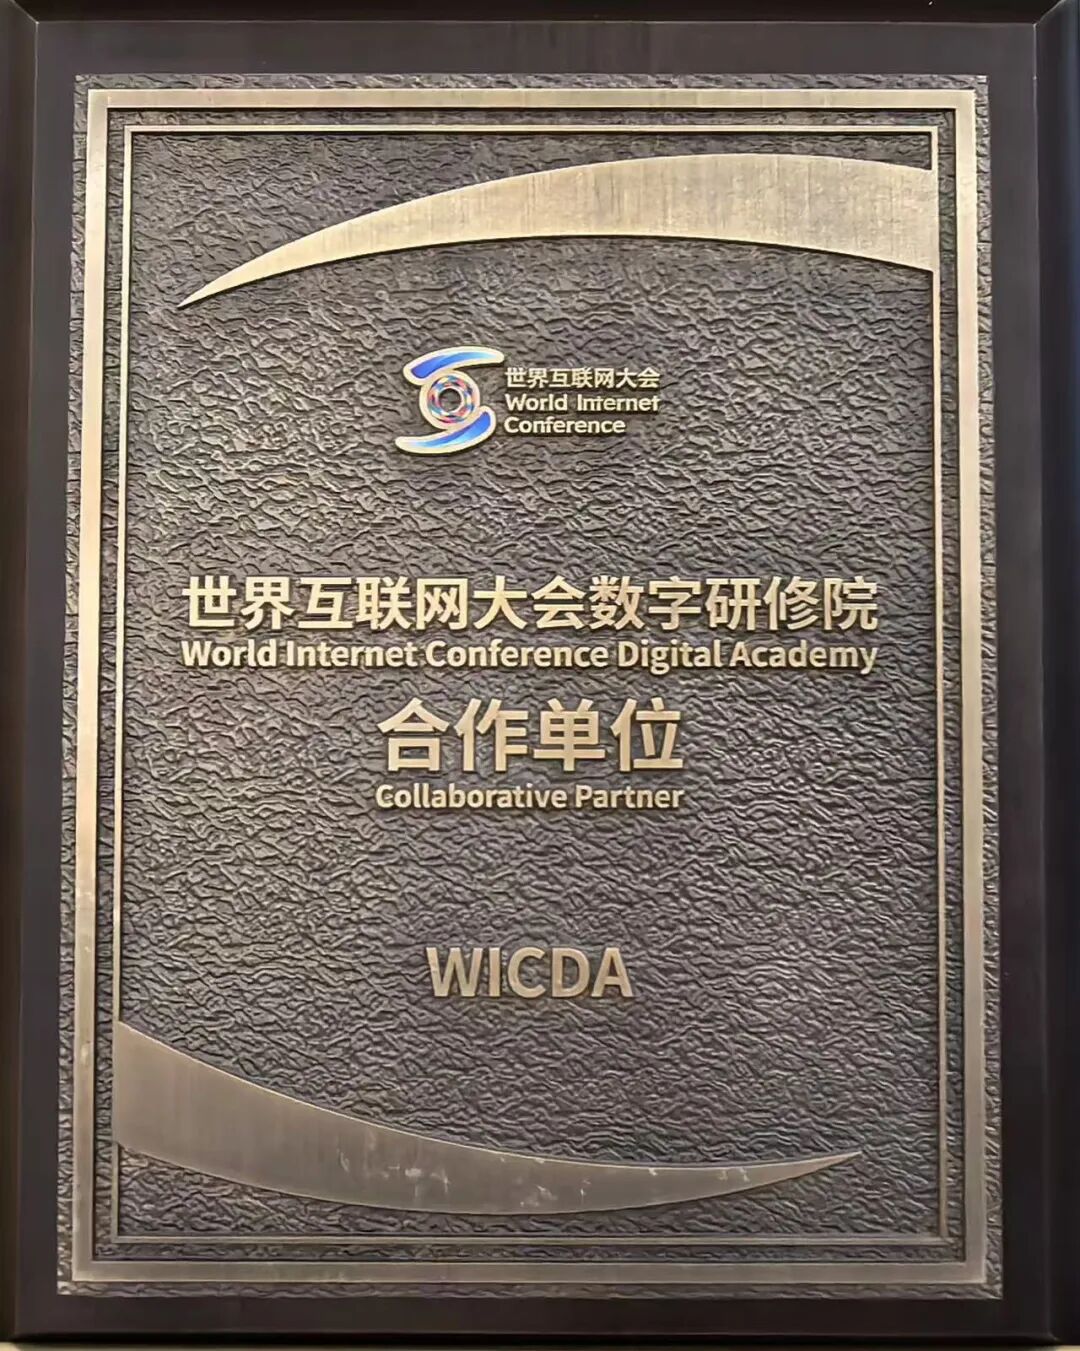 世界互联网大会
World Internet
Conference
世界互联网大会数字研修院
World Internet Conference Digital Academy
合作单位
Collaborative Partner
WICDA